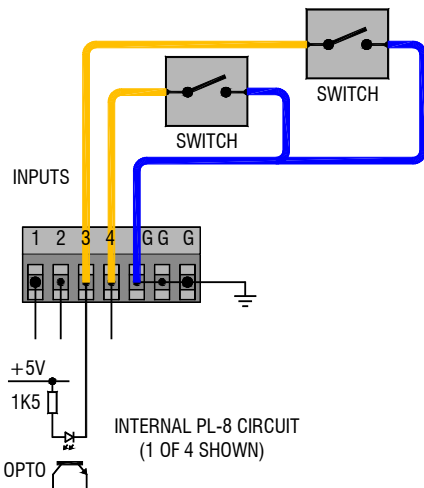 SWITCH
SWITCH
INPUTS
1 2 3 4 G G G
+5V
1K5
INTERNAL PL-8 CIRCUIT
(1 OF 4 SHOWN)
OPTO